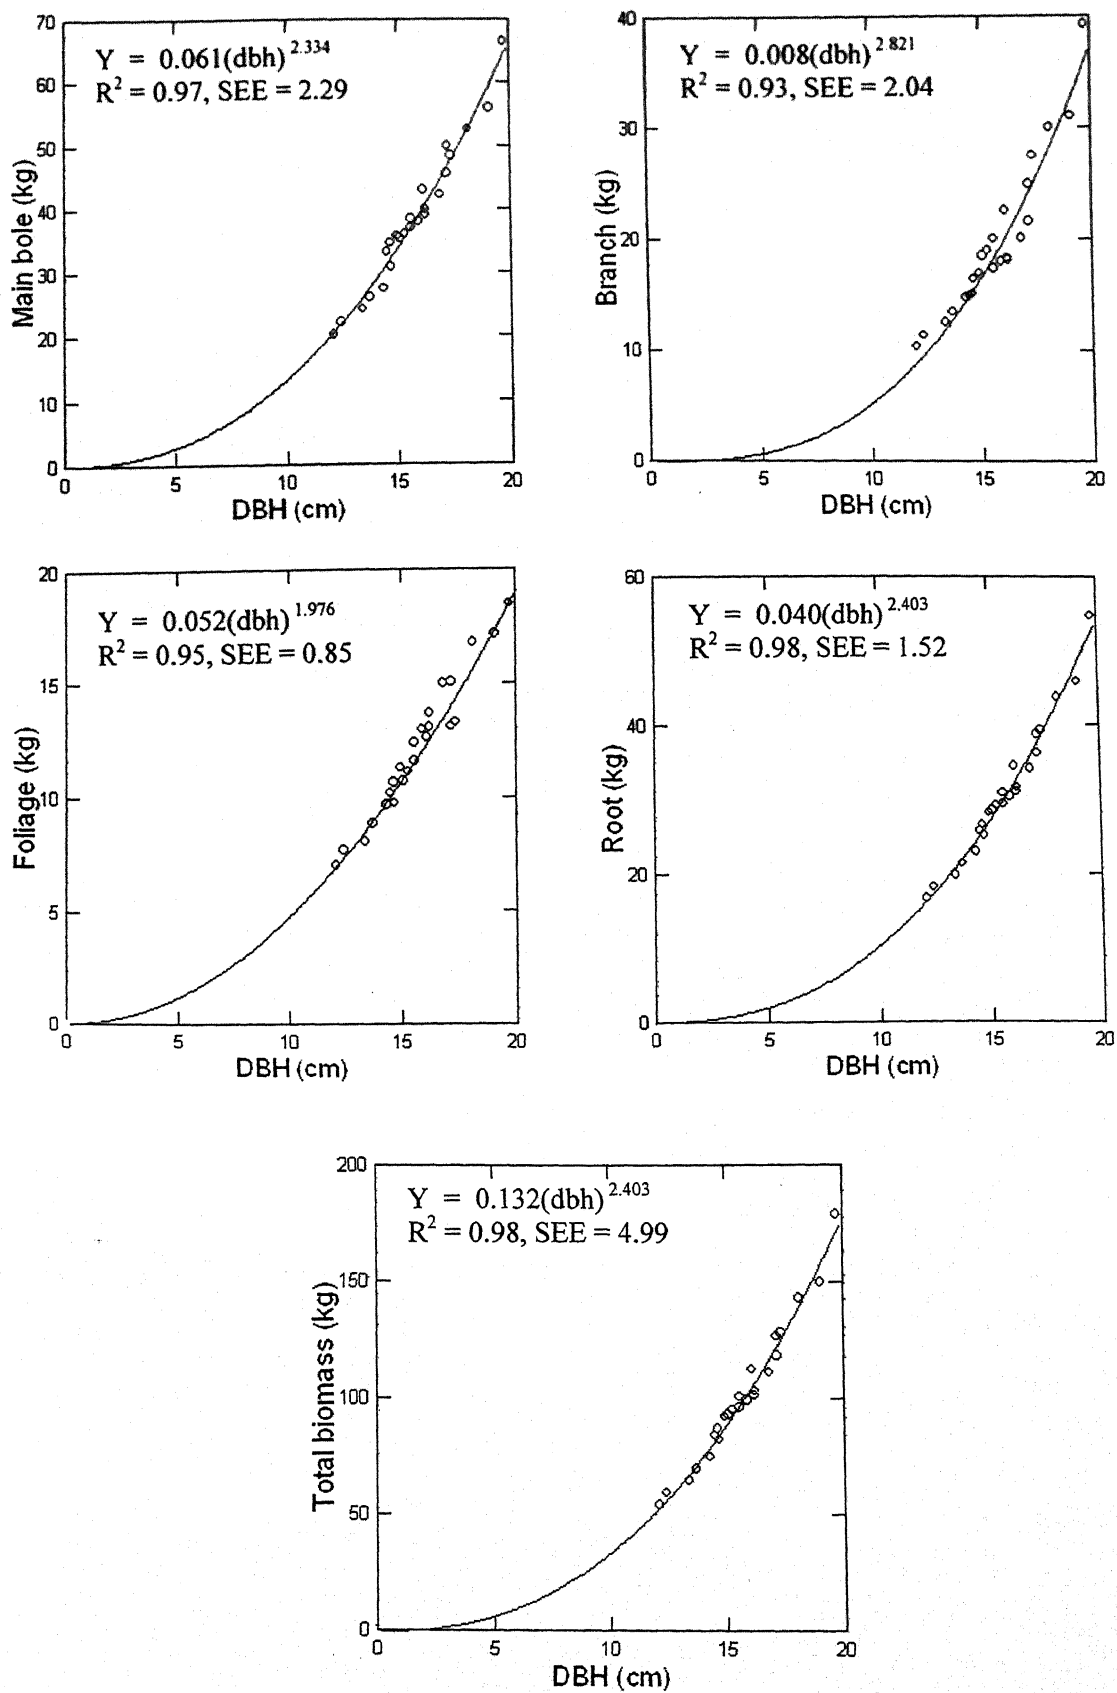 Y = 0.061(dbh)^2.334
R² = 0.97, SEE = 2.29
Main bole (kg)
70
60
50
40
30
20
10
0
0 5 10 15 20
DBH (cm)
Y = 0.008(dbh)^2.821
R² = 0.93, SEE = 2.04
Branch (kg)
40
30
20
10
0
0 5 10 15 20
DBH (cm)
Y = 0.052(dbh)^1.976
R² = 0.95, SEE = 0.85
Foliage (kg)
20
15
10
5
0
0 5 10 15 20
DBH (cm)
Y = 0.040(dbh)^2.403
R² = 0.98, SEE = 1.52
Root (kg)
60
40
20
0
0 5 10 15 20
DBH (cm)
Y = 0.132(dbh)^2.403
R² = 0.98, SEE = 4.99
Total biomass (kg)
200
150
100
50
0
0 5 10 15 20
DBH (cm)